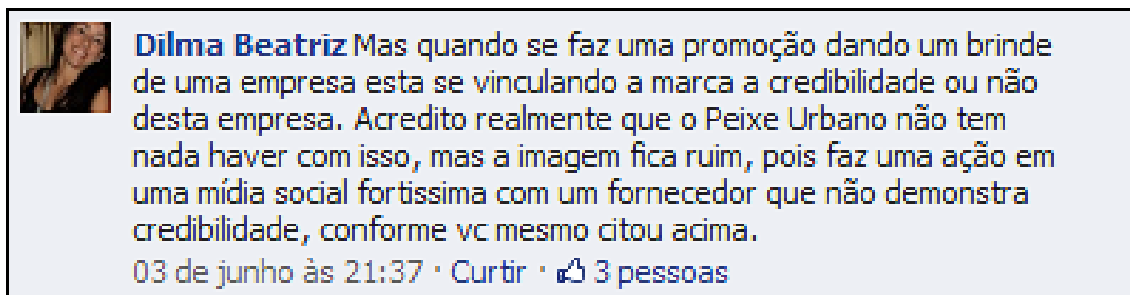 Dilma Beatriz Mas quando se faz uma promoção dando um brinde
de uma empresa esta se vinculando a marca a credibilidade ou não
desta empresa. Acredito realmente que o Peixe Urbano não tem
nada haver com isso, mas a imagem fica ruim, pois faz uma ação em
uma mídia social fortissima com um fornecedor que não demonstra
credibilidade, conforme vc mesmo citou acima.
03 de junho às 21:37 · Curtir · 3 pessoas